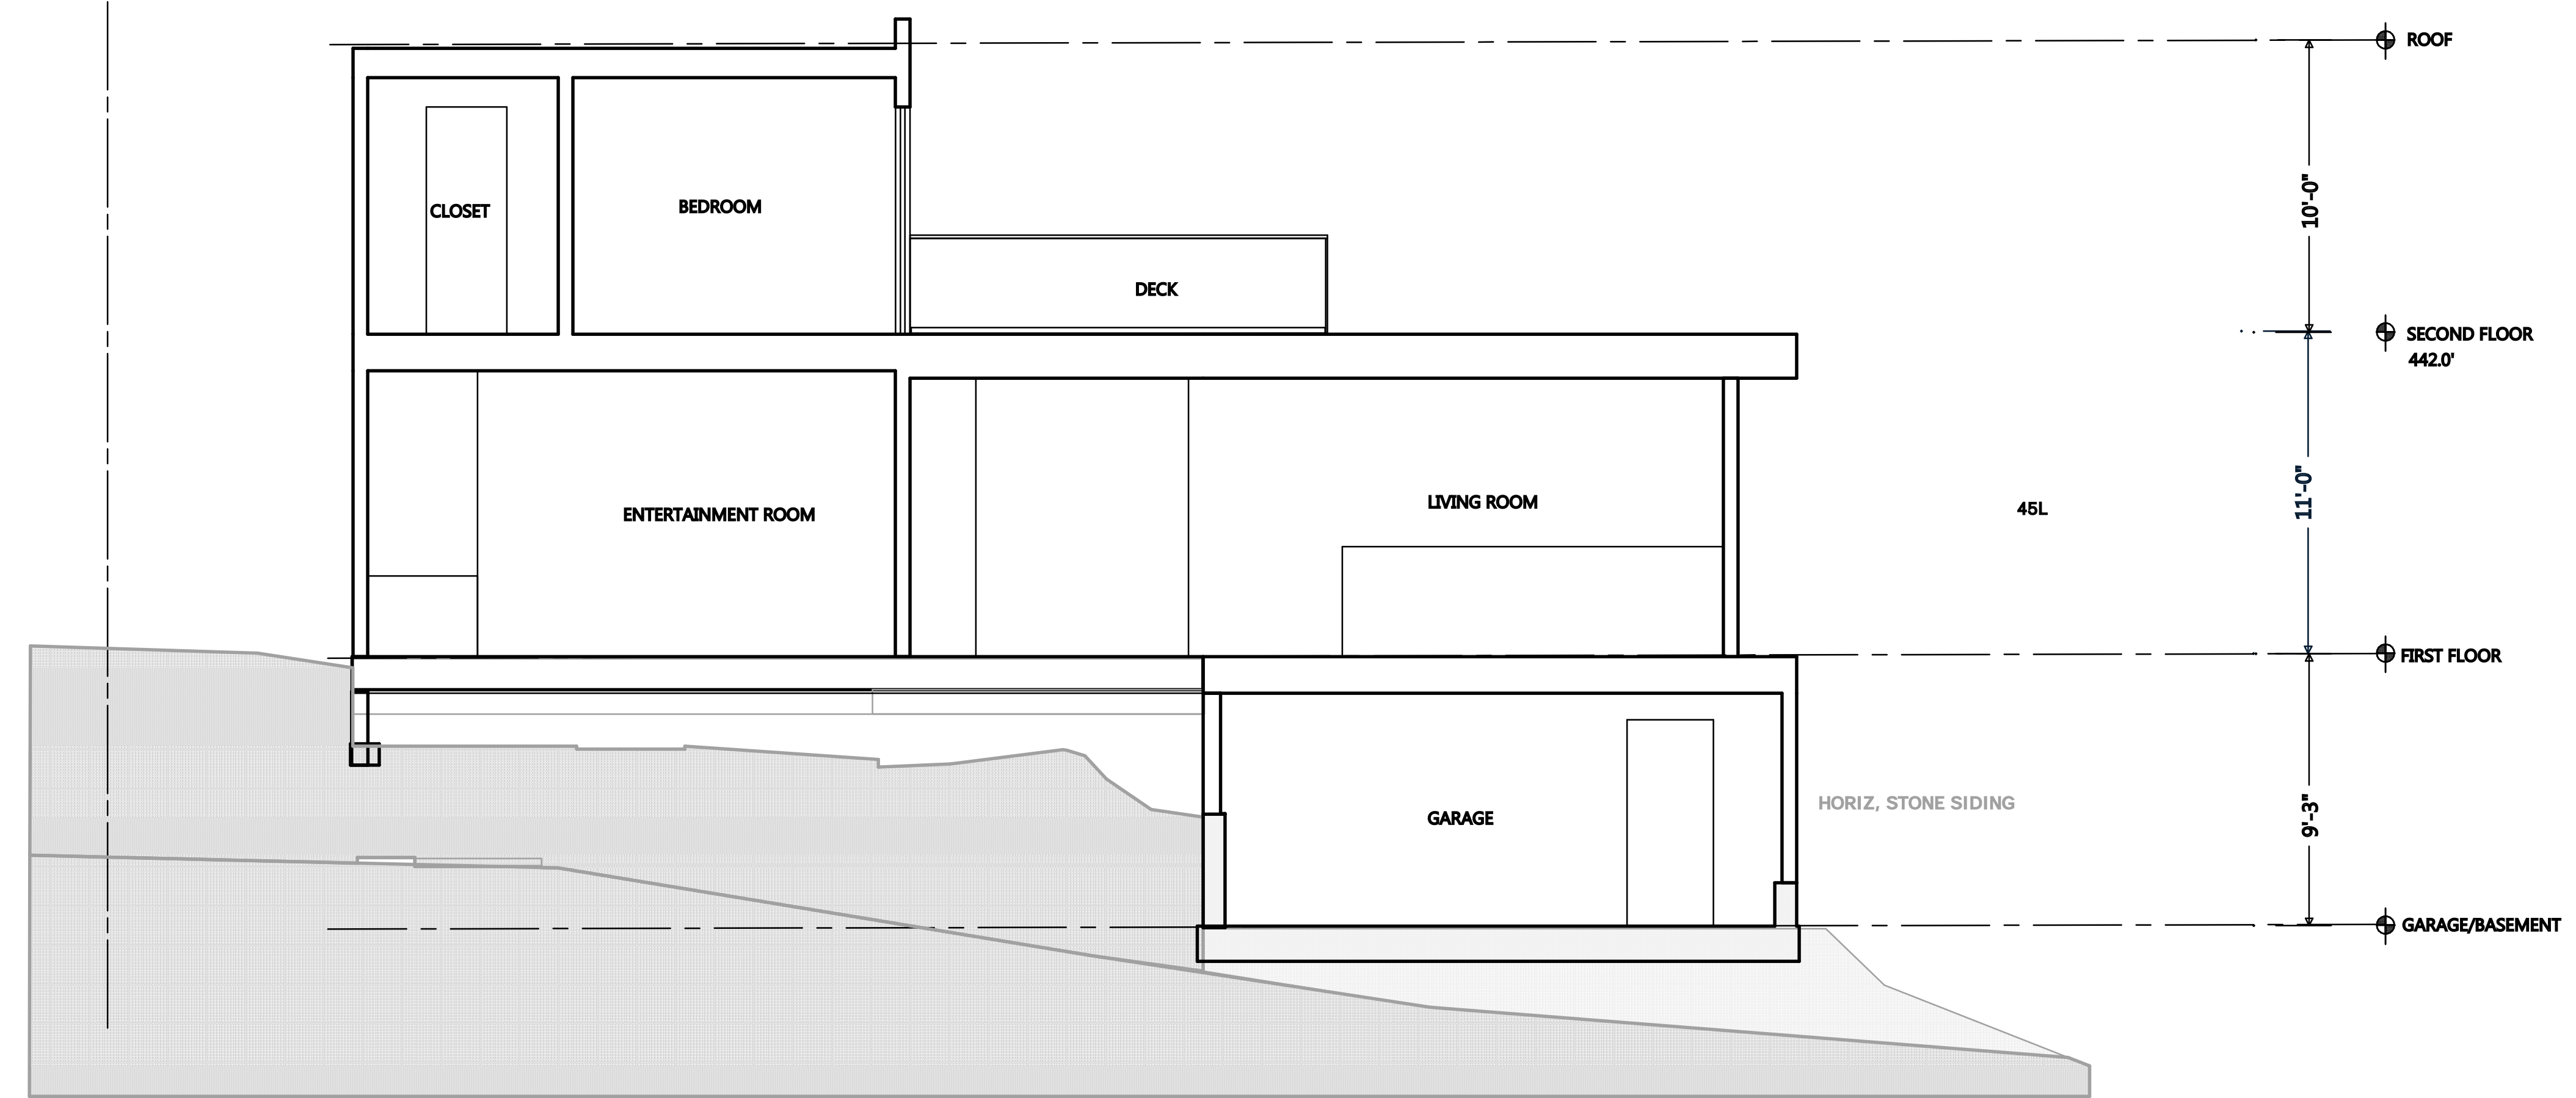 ROOF
10'-0"
CLOSET
BEDROOM
DECK
SECOND FLOOR
442.0'
11'-0"
ENTERTAINMENT ROOM
LIVING ROOM
45L
FIRST FLOOR
GARAGE
HORIZ, STONE SIDING
9'-3"
GARAGE/BASEMENT